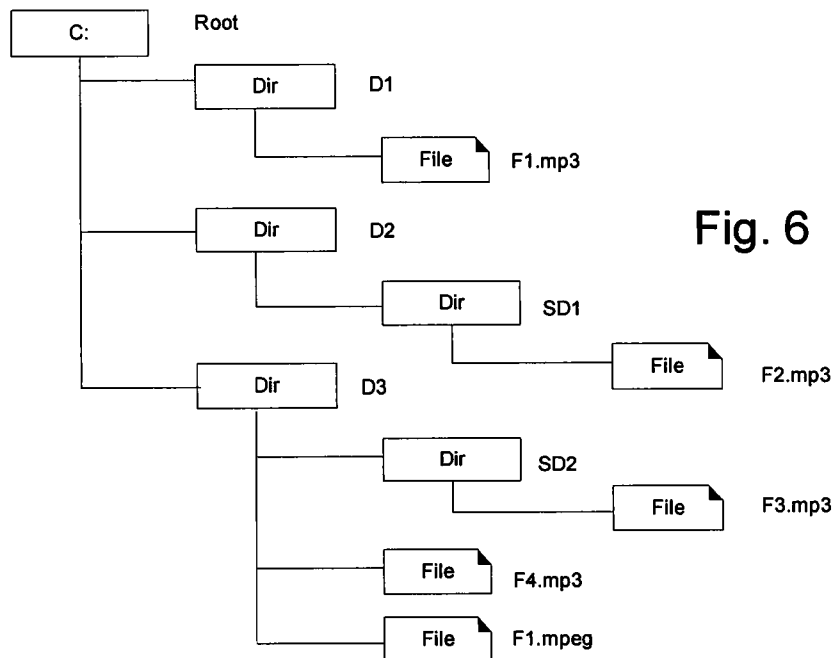 C: Root
Dir D1
File F1.mp3
Dir D2
Fig. 6
Dir SD1
File F2.mp3
Dir D3
Dir SD2
File F3.mp3
File F4.mp3
File F1.mpeg